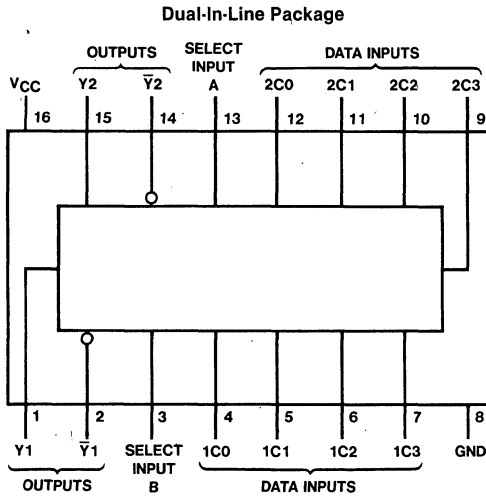 Dual-In-Line Package
OUTPUTS SELECT INPUT A DATA INPUTS
VCC Y2 Y̅2 2C0 2C1 2C2 2C3
16 15 14 13 12 11 10 9
1 2 3 4 5 6 7 8
Y1 Y̅1 SELECT INPUT B 1C0 1C1 1C2 1C3 GND
OUTPUTS DATA INPUTS